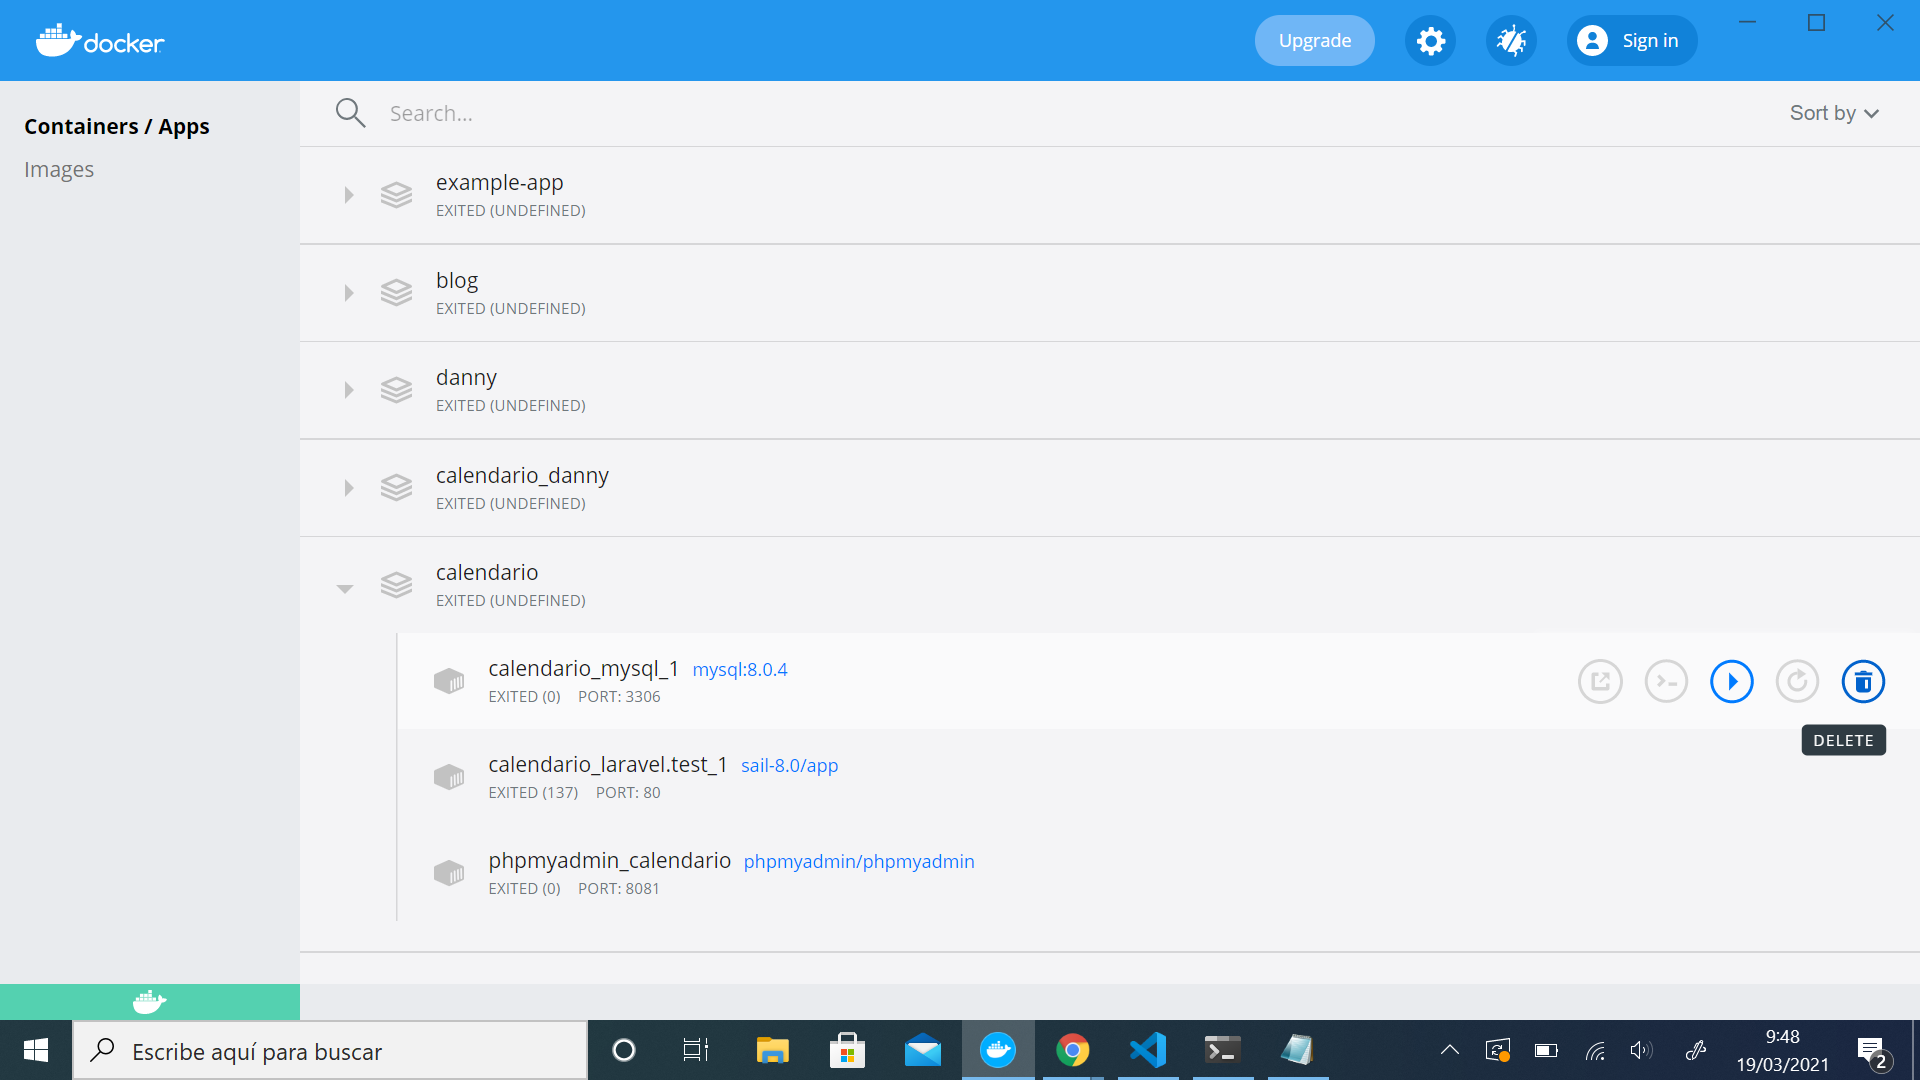 docker
Upgrade
Sign in
Containers / Apps
Images
Search...
Sort by
example-app
EXITED (UNDEFINED)
blog
EXITED (UNDEFINED)
danny
EXITED (UNDEFINED)
calendario_danny
EXITED (UNDEFINED)
calendario
EXITED (UNDEFINED)
calendario_mysql_1 mysql:8.0.4
EXITED (0) PORT: 3306
DELETE
calendario_laravel.test_1 sail-8.0/app
EXITED (137) PORT: 80
phpmyadmin_calendario phpmyadmin/phpmyadmin
EXITED (0) PORT: 8081
Escribe aquí para buscar
9:48
19/03/2021
2